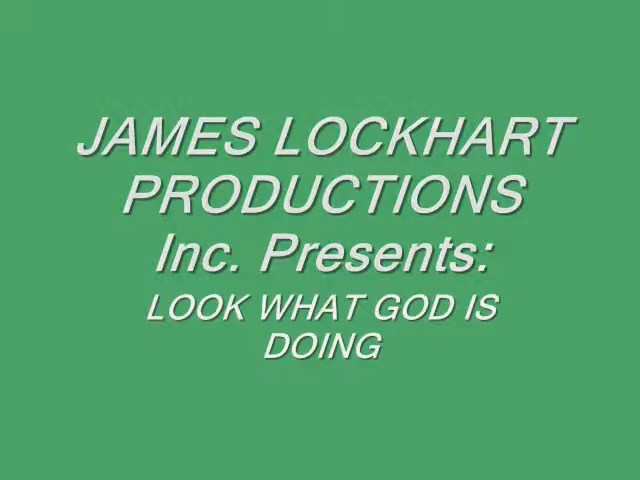 JAMES LOCKHART
PRODUCTIONS
Inc. Presents:
LOOK WHAT GOD IS
DOING